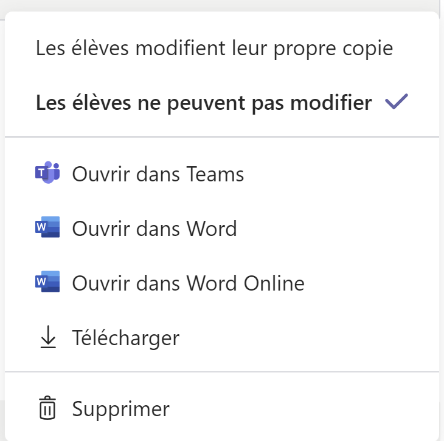 Les élèves modifient leur propre copie
Les élèves ne peuvent pas modifier
Ouvrir dans Teams
Ouvrir dans Word
Ouvrir dans Word Online
Télécharger
Supprimer